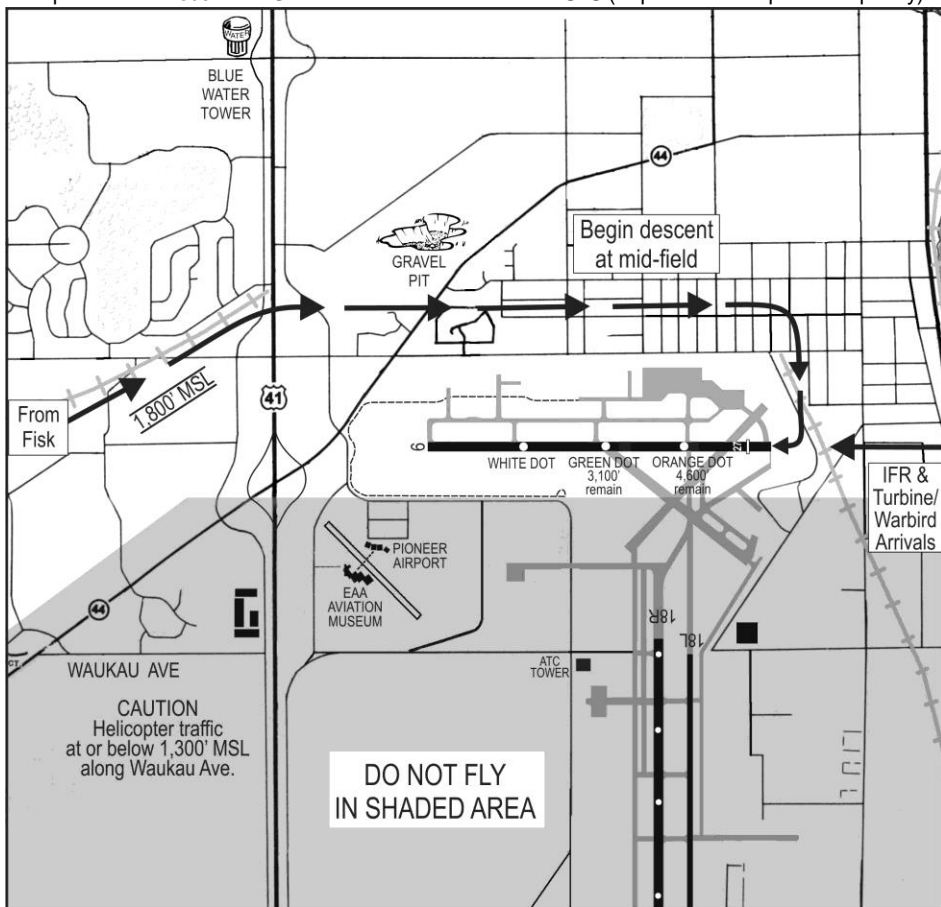 WATER
BLUE
WATER
TOWER
44
GRAVEL
PIT
Begin descent
at mid-field
1,800' MSL
41
From
Fisk
9
27
WHITE DOT
GREEN DOT
3,100'
remain
ORANGE DOT
4,600'
remain
IFR &
Turbine/
Warbird
Arrivals
PIONEER
AIRPORT
EAA
AVIATION
MUSEUM
44
18R
18L
WAUKAU AVE
ATC
TOWER
CAUTION
Helicopter traffic
at or below 1,300' MSL
along Waukau Ave.
DO NOT FLY
IN SHADED AREA